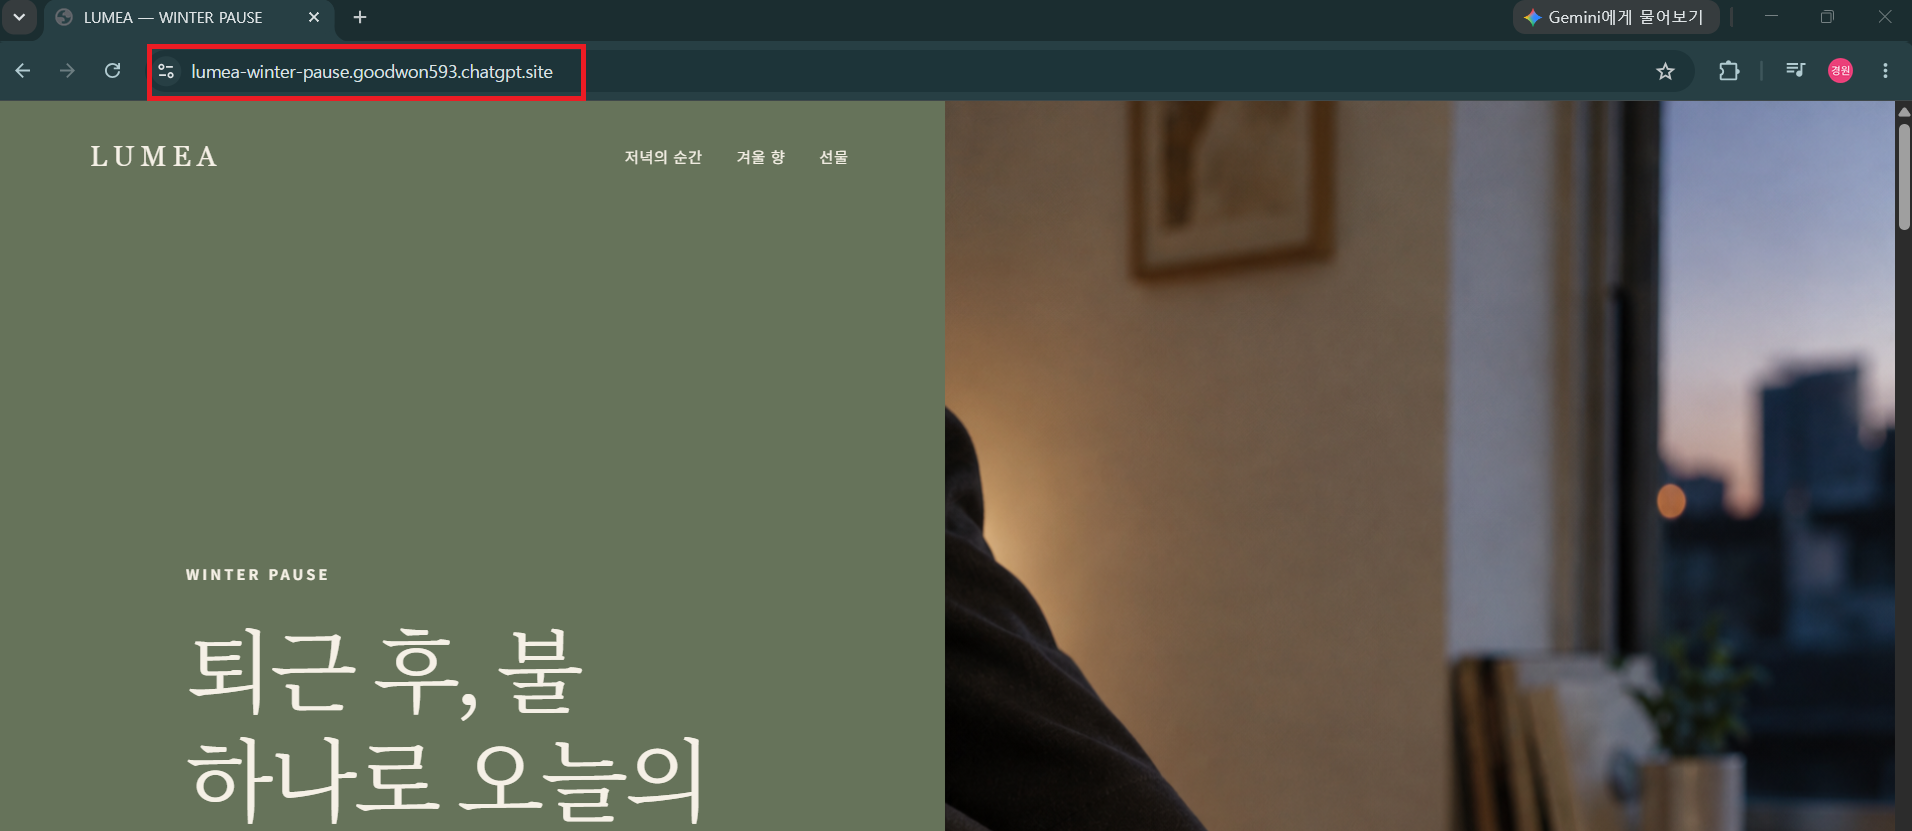 LUMEA — WINTER PAUSE
Gemini에게 물어보기
lumea-winter-pause.goodwon593.chatgpt.site
경원
LUMEA
저녁의 순간
겨울 향
선물
WINTER PAUSE
퇴근 후, 불
하나로 오늘의